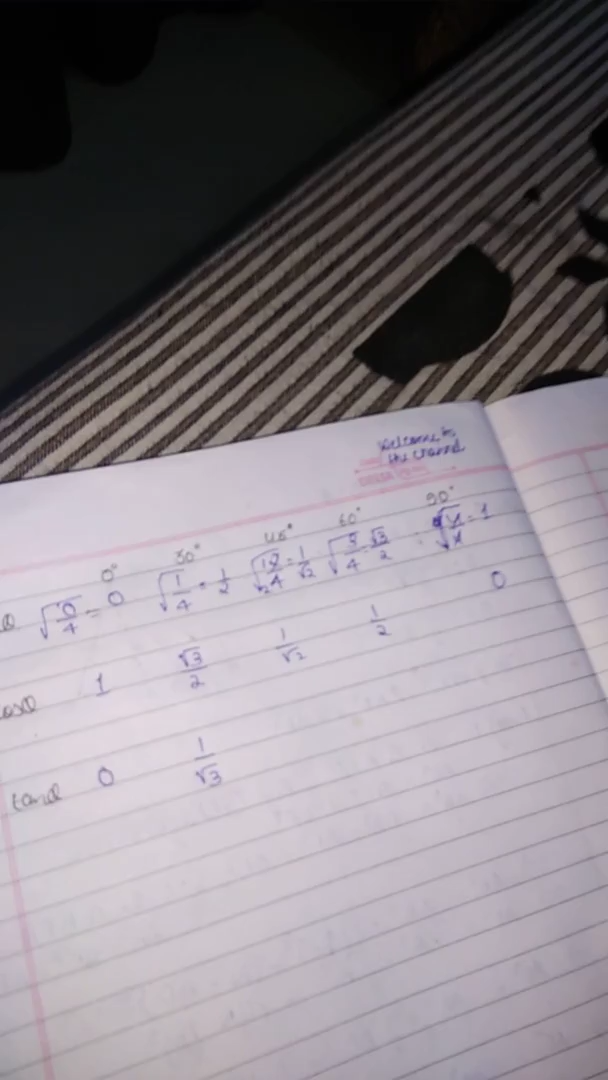 Welcome to
the channel
0° 30° 45° 60° 90°
θ √0/4 = 0 √1/4 = 1/2 √2/4 = 1/√2 √3/4 = √3/2 √4/4 = 1
osθ 1 √3/2 1/√2 1/2 0
tanθ 0 1/√3